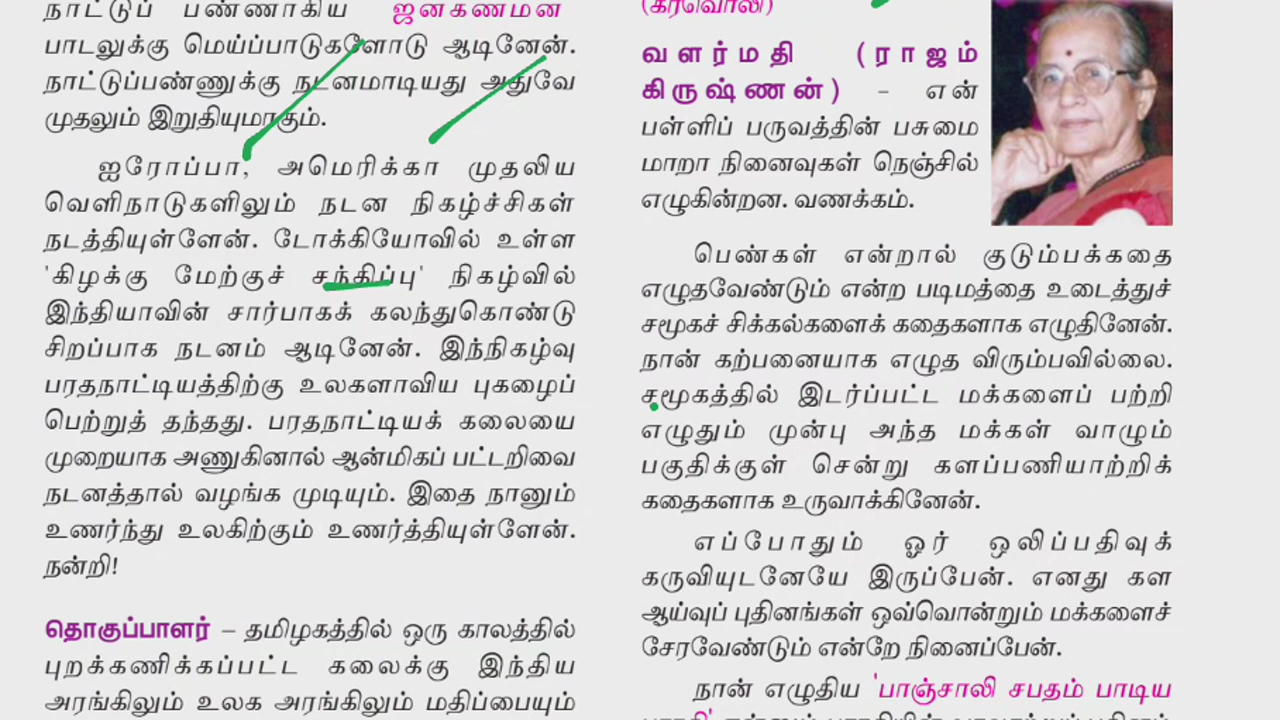 நாட்டுப் பண்ணாகிய ஜனகணமன
பாடலுக்கு மெய்ப்பாடுகளோடு ஆடினேன்.
நாட்டுப்பண்ணுக்கு நடனமாடியது அதுவே
முதலும் இறுதியுமாகும்.
ஐரோப்பா, அமெரிக்கா முதலிய
வெளிநாடுகளிலும் நடன நிகழ்ச்சிகள்
நடத்தியுள்ளேன். டோக்கியோவில் உள்ள
'கிழக்கு மேற்குச் சந்திப்பு' நிகழ்வில்
இந்தியாவின் சார்பாகக் கலந்துகொண்டு
சிறப்பாக நடனம் ஆடினேன். இந்நிகழ்வு
பரதநாட்டியத்திற்கு உலகளாவிய புகழைப்
பெற்றுத் தந்தது. பரதநாட்டியக் கலையை
முறையாக அணுகினால் ஆன்மிகப் பட்டறிவை
நடனத்தால் வழங்க முடியும். இதை நானும்
உணர்ந்து உலகிற்கும் உணர்த்தியுள்ளேன்.
நன்றி!
தொகுப்பாளர் – தமிழகத்தில் ஒரு காலத்தில்
புறக்கணிக்கப்பட்ட கலைக்கு இந்திய
அரங்கிலும் உலக அரங்கிலும் மதிப்பையும்
(கரவொலி)
வளர்மதி (ராஜம்
கிருஷ்ணன்) – என்
பள்ளிப் பருவத்தின் பசுமை
மாறா நினைவுகள் நெஞ்சில்
எழுகின்றன. வணக்கம்.
பெண்கள் என்றால் குடும்பக்கதை
எழுதவேண்டும் என்ற படிமத்தை உடைத்துச்
சமூகச் சிக்கல்களைக் கதைகளாக எழுதினேன்.
நான் கற்பனையாக எழுத விரும்பவில்லை.
சமூகத்தில் இடர்ப்பட்ட மக்களைப் பற்றி
எழுதும் முன்பு அந்த மக்கள் வாழும்
பகுதிக்குள் சென்று களப்பணியாற்றிக்
கதைகளாக உருவாக்கினேன்.
எப்போதும் ஓர் ஒலிப்பதிவுக்
கருவியுடனேயே இருப்பேன். எனது கள
ஆய்வுப் புதினங்கள் ஒவ்வொன்றும் மக்களைச்
சேரவேண்டும் என்றே நினைப்பேன்.
நான் எழுதிய 'பாஞ்சாலி சபதம் பாடிய